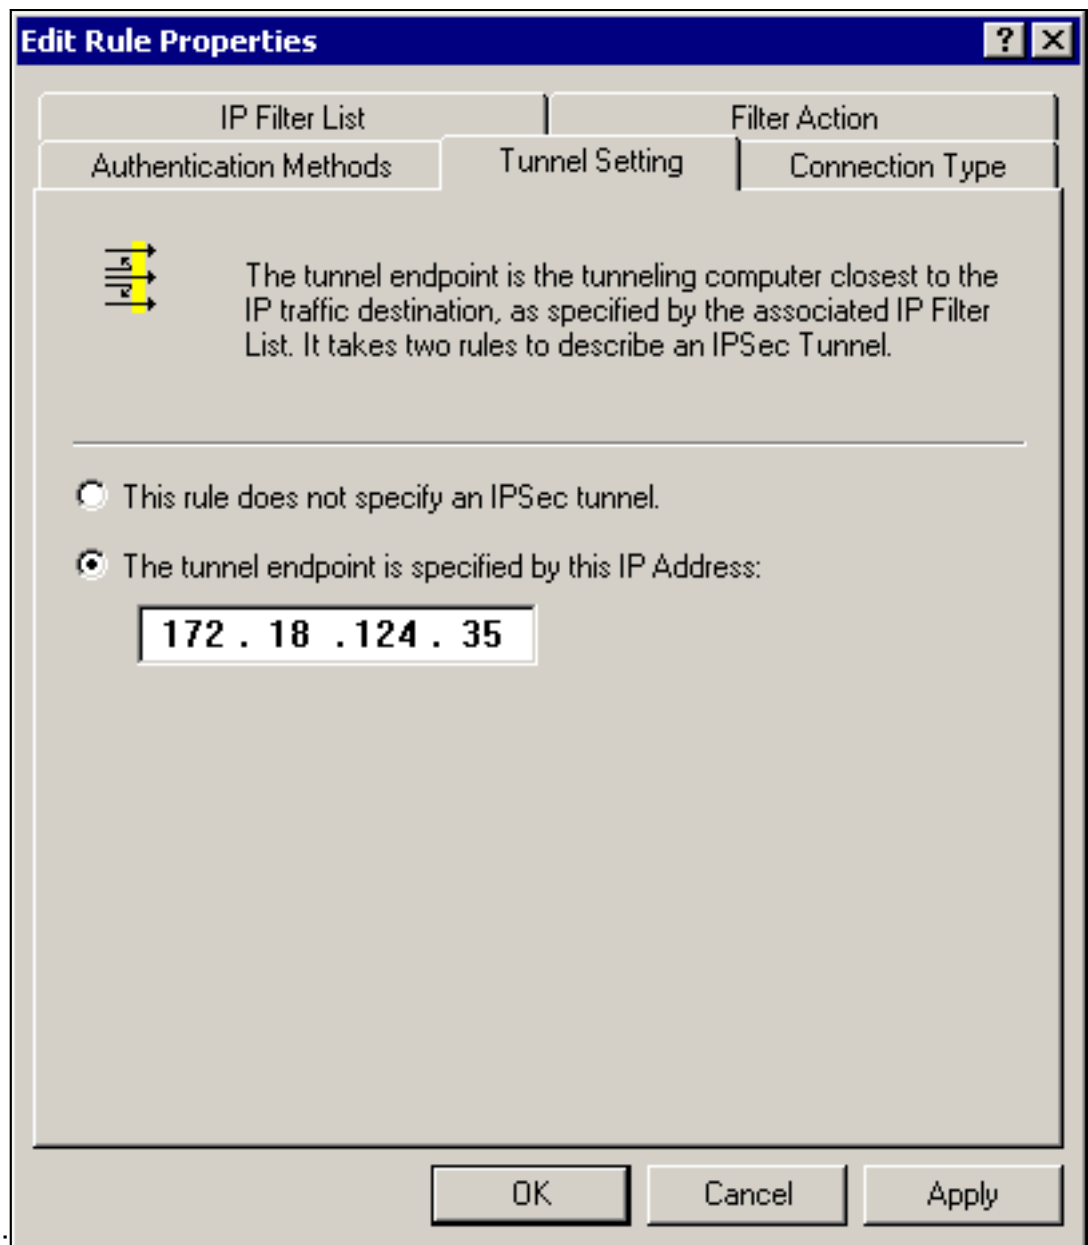 Edit Rule Properties
IP Filter List
Filter Action
Authentication Methods
Tunnel Setting
Connection Type
The tunnel endpoint is the tunneling computer closest to the
IP traffic destination, as specified by the associated IP Filter
List. It takes two rules to describe an IPSec Tunnel.
This rule does not specify an IPSec tunnel.
The tunnel endpoint is specified by this IP Address:
172 . 18 .124 . 35
OK
Cancel
Apply